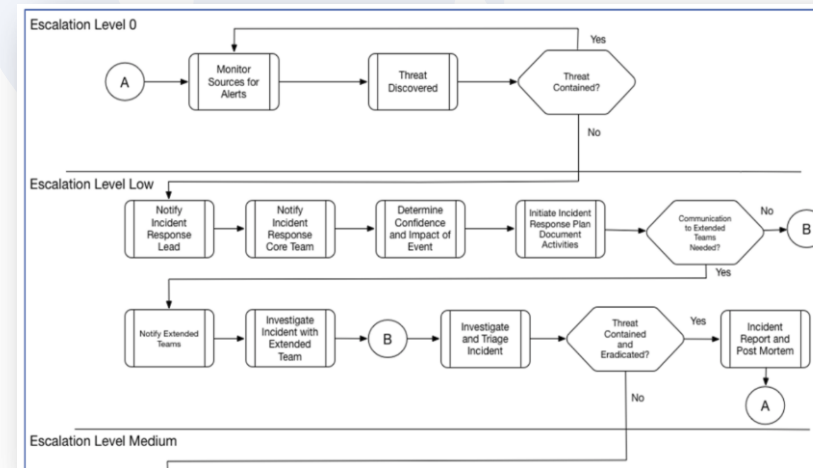 Escalation Level 0
Yes
A
Monitor
Sources for
Alerts
Threat
Discovered
Threat
Contained?
No
Escalation Level Low
Notify
Incident
Response
Lead
Notify
Incident
Response
Core Team
Determine
Confidence
and Impact of
Event
Initiate Incident
Response Plan
Document
Activities
Communication
to Extended
Teams
Needed?
No
B
Yes
Notify Extended
Teams
Investigate
Incident with
Extended
Team
B
Investigate
and Triage
Incident
Threat
Contained
and
Eradicated?
Yes
Incident
Report and
Post Mortem
No
A
Escalation Level Medium